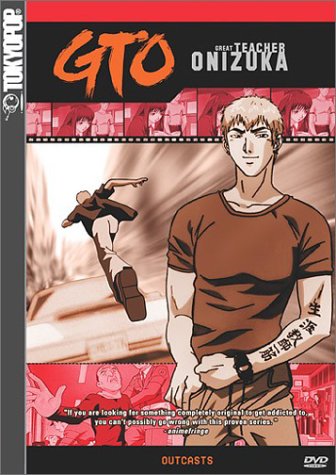 TOKYOPOP®
GTO
GREAT TEACHER
ONIZUKA
"If you are looking for something completely original to get addicted to,
you can't possibly go wrong with this proven series."
-animefringe
OUTCASTS
DVD